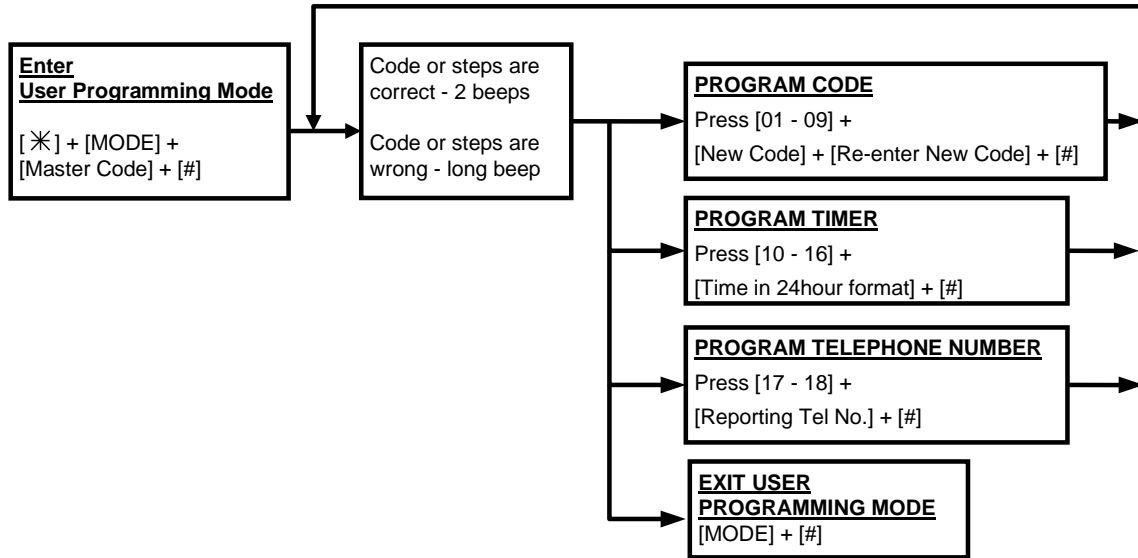 Enter
User Programming Mode
[ ✳ ] + [MODE] +
[Master Code] + [#]
Code or steps are
correct - 2 beeps
Code or steps are
wrong - long beep
PROGRAM CODE
Press [01 - 09] +
[New Code] + [Re-enter New Code] + [#]
PROGRAM TIMER
Press [10 - 16] +
[Time in 24hour format] + [#]
PROGRAM TELEPHONE NUMBER
Press [17 - 18] +
[Reporting Tel No.] + [#]
EXIT USER
PROGRAMMING MODE
[MODE] + [#]